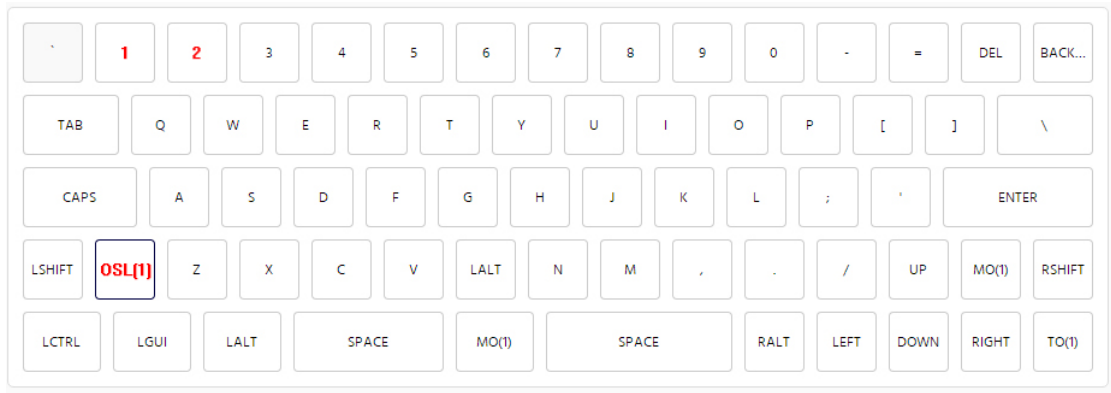 ` 1 2 3 4 5 6 7 8 9 0 - = DEL BACK...
TAB Q W E R T Y U I O P [ ] \
CAPS A S D F G H J K L ; ' ENTER
LSHIFT OSL(1) Z X C V LALT N M , . / UP MO(1) RSHIFT
LCTRL LGUI LALT SPACE MO(1) SPACE RALT LEFT DOWN RIGHT TO(1)